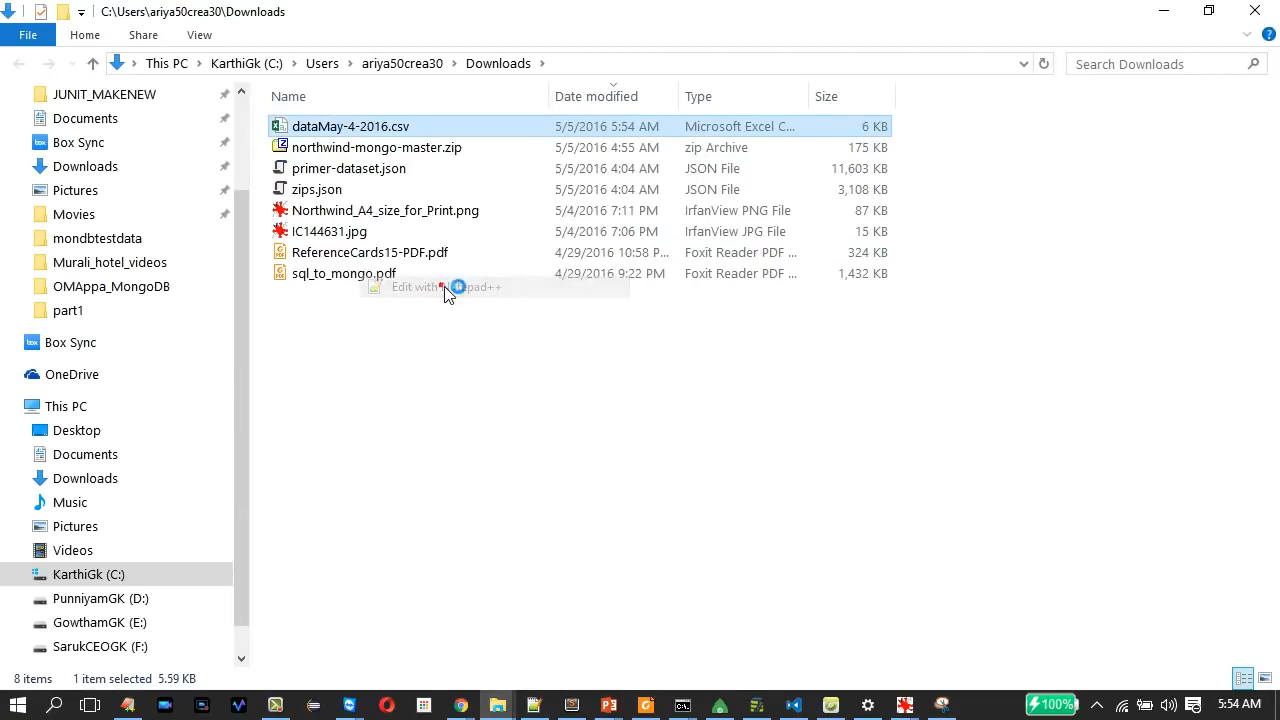 C:\Users\ariya50crea30\Downloads
File Home Share View
This PC KarthiGk (C:) Users ariya50crea30 Downloads
Search Downloads
JUNIT_MAKENEW
Documents
Box Sync
Downloads
Pictures
Movies
mondbtestdata
Murali_hotel_videos
OMAppa_MongoDB
part1
Box Sync
OneDrive
This PC
Desktop
Documents
Downloads
Music
Pictures
Videos
KarthiGk (C:)
PunniyamGK (D:)
GowthamGK (E:)
SarukCEOGK (F:)
Name Date modified Type Size
dataMay-4-2016.csv 5/5/2016 5:54 AM Microsoft Excel C... 6 KB
northwind-mongo-master.zip 5/5/2016 4:55 AM zip Archive 175 KB
primer-dataset.json 5/5/2016 4:04 AM JSON File 11,603 KB
zips.json 5/5/2016 4:04 AM JSON File 3,108 KB
Northwind_A4_size_for_Print.png 5/4/2016 7:11 PM IrfanView PNG File 87 KB
IC144631.jpg 5/4/2016 7:06 PM IrfanView JPG File 15 KB
ReferenceCards15-PDF.pdf 4/29/2016 10:58 P... Foxit Reader PDF ... 324 KB
sql_to_mongo.pdf 4/29/2016 9:22 PM Foxit Reader PDF ... 1,432 KB
Edit with
8 items 1 item selected 5.59 KB
100% 5:54 AM